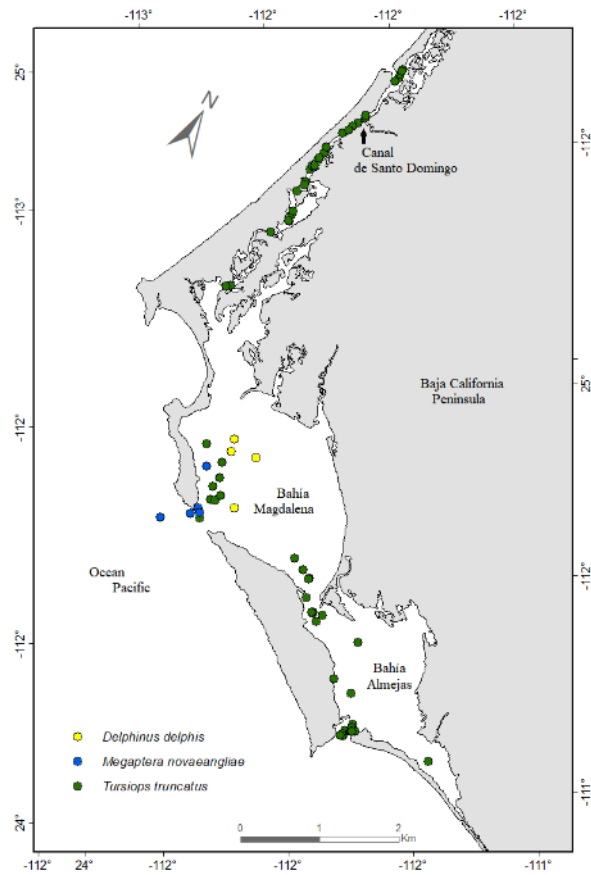 -113°
-112°
-112°
25°
N
Canal
de Santo Domingo
-112°
-113°
Baja California
Peninsula
25°
-112°
Bahía
Magdalena
Ocean
Pacific
-112°
-112°
Bahía
Almejas
Delphinus delphis
Megaptera novaeangliae
Tursiops truncatus
-111°
24°
0
1
2
Km
-112°
24°
-112°
-112°
-112°
-111°